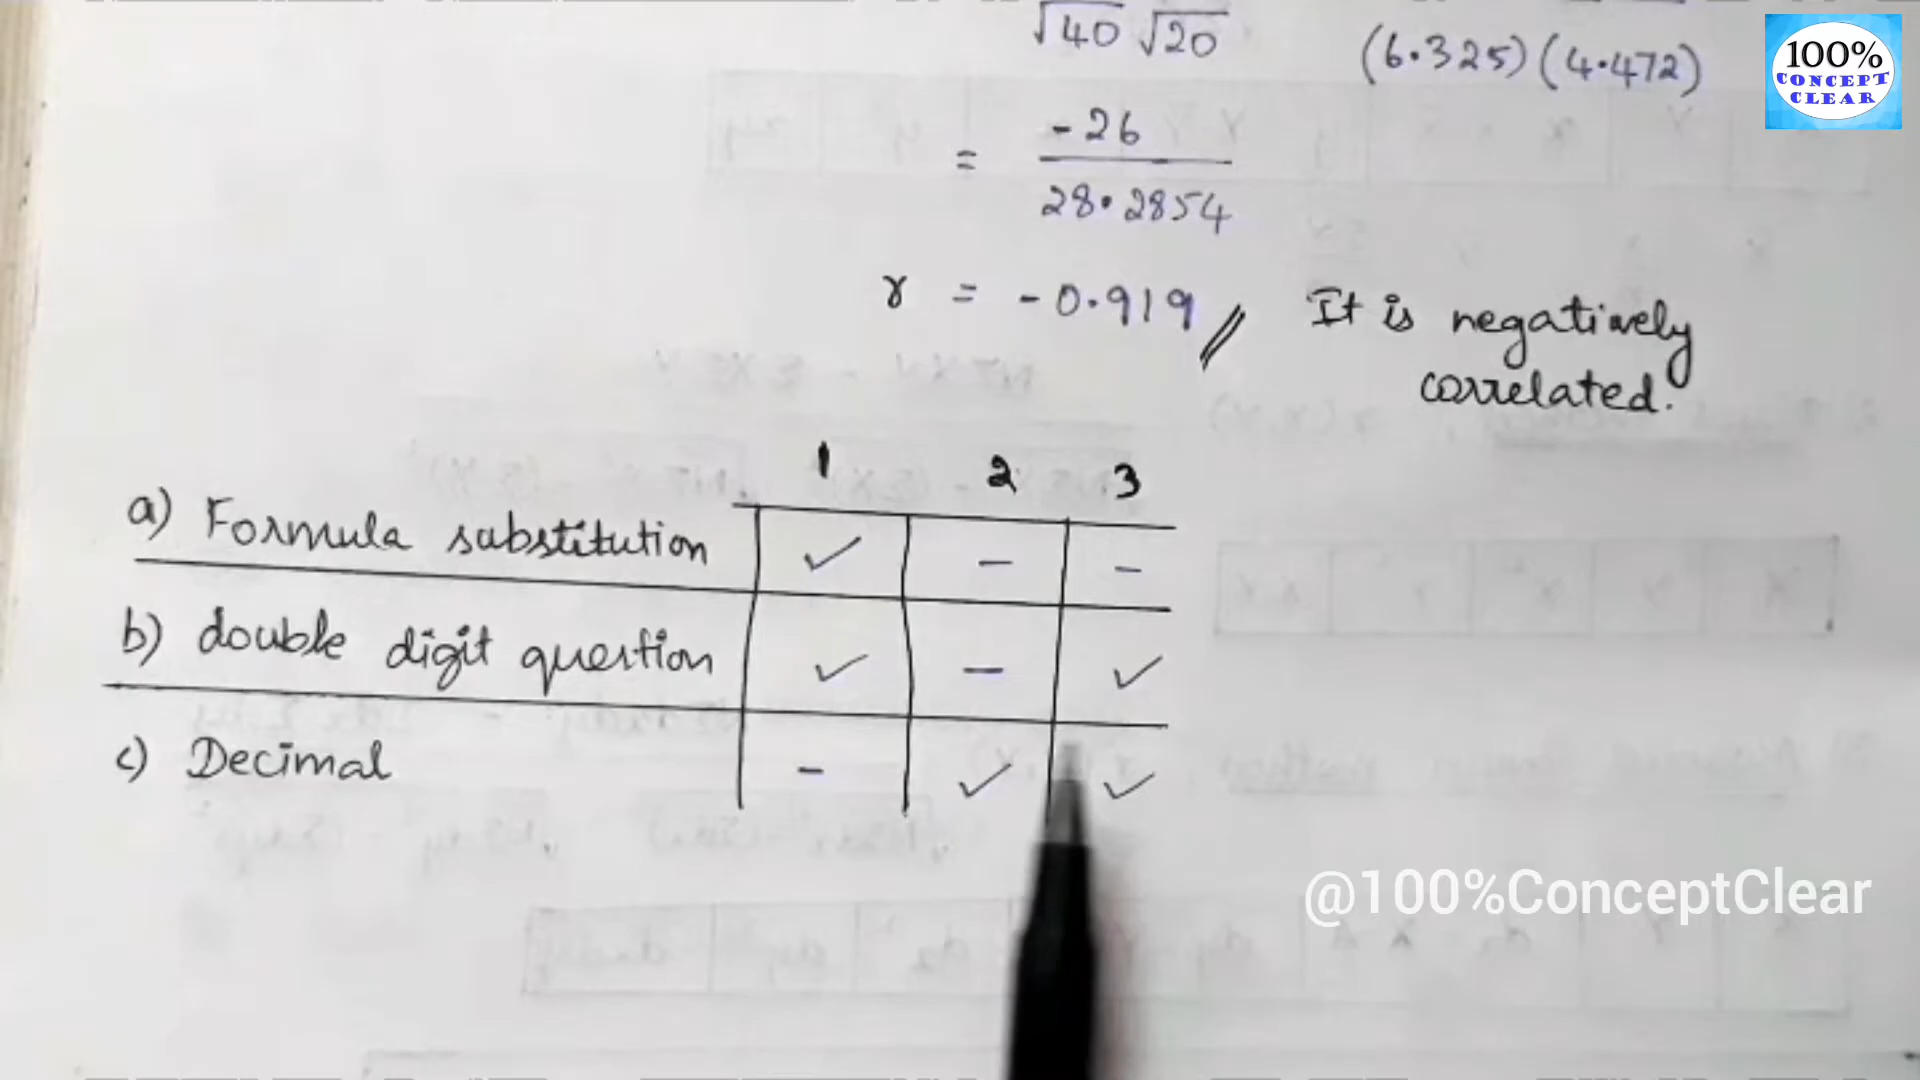 √40 √20 (6.325)(4.472)
100%
CONCEPT
CLEAR
= -26 / 28.2854
r = -0.919 // It is negatively
correlated.
1 2 3
a) Formula substitution ✓ - -
b) double digit question ✓ - ✓
c) Decimal - ✓ ✓
@100%ConceptClear